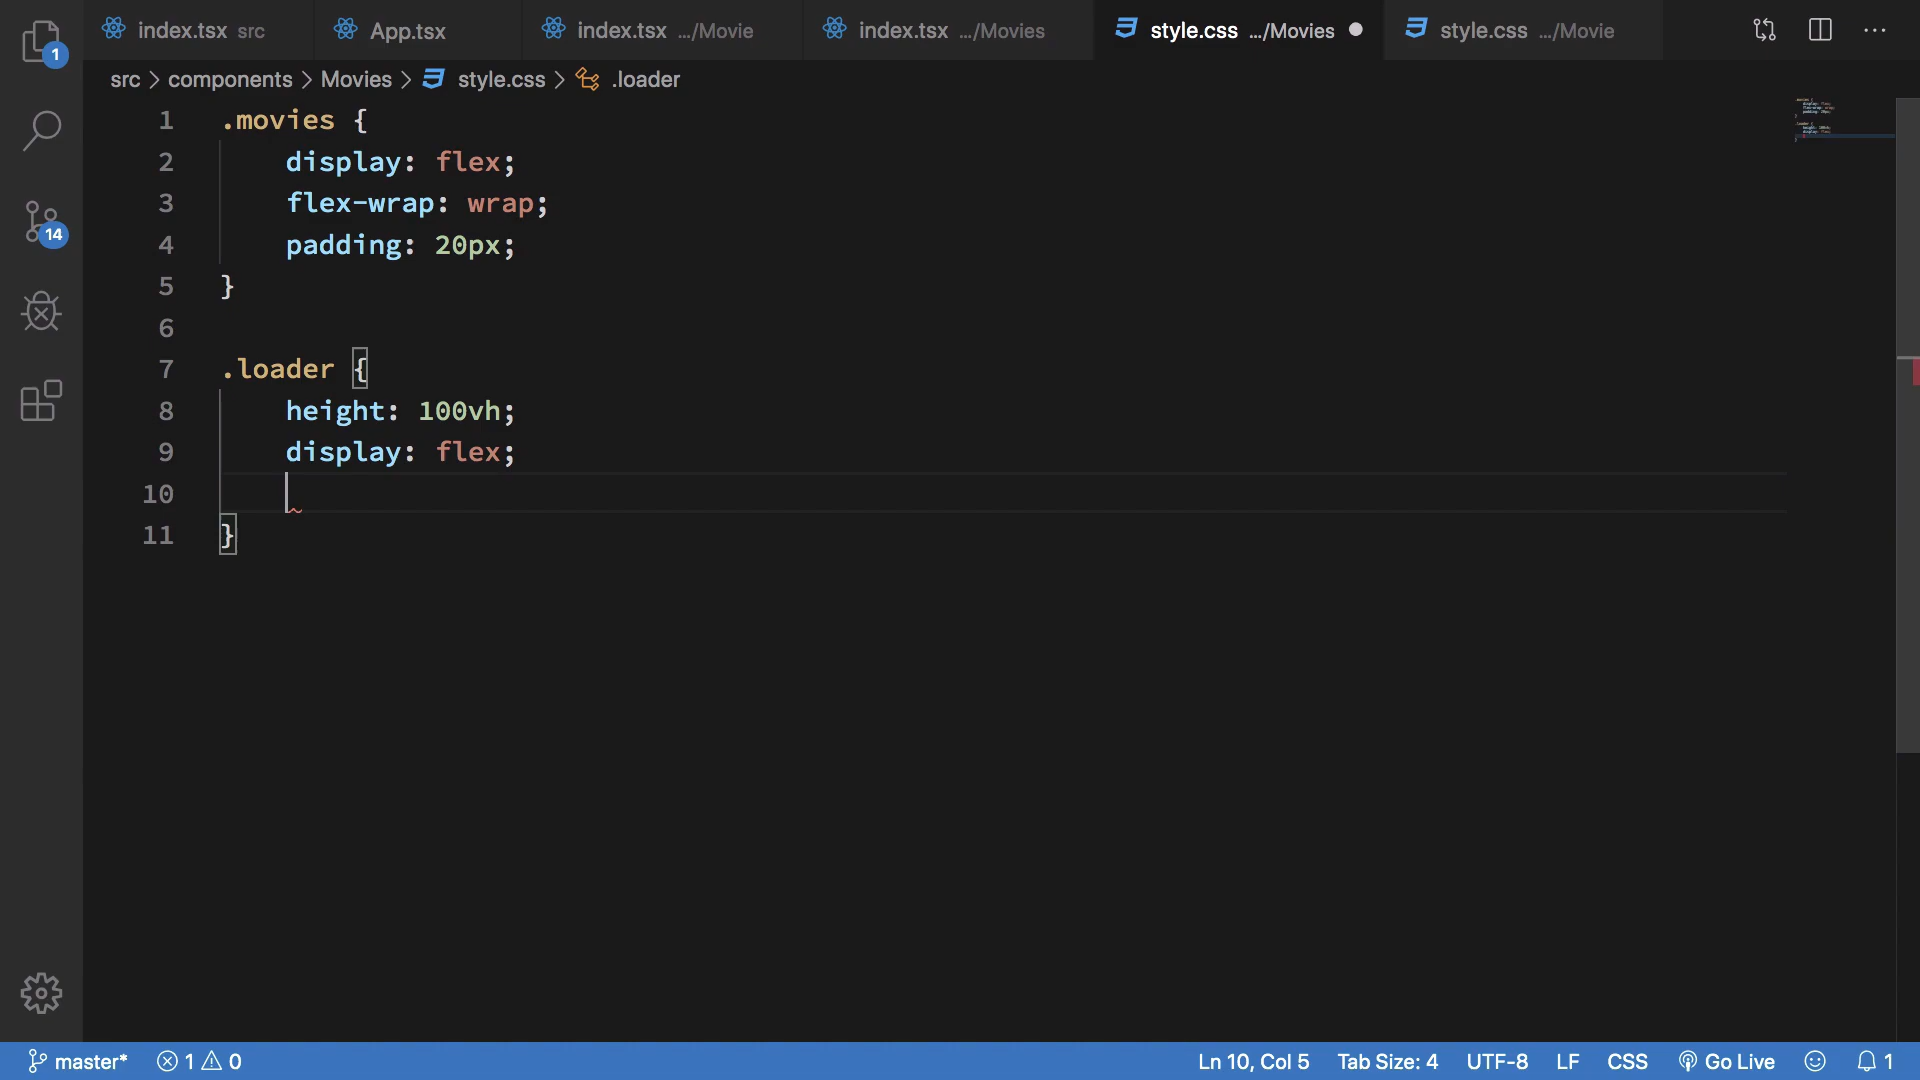 1 index.tsx src App.tsx index.tsx .../Movie index.tsx .../Movies style.css .../Movies style.css .../Movie
src components Movies style.css .loader
1 .movies {
2 display: flex;
3 flex-wrap: wrap;
4 padding: 20px;
5 }
6
7 .loader {
8 height: 100vh;
9 display: flex;
10
11 }
14
master* 1 0 Ln 10, Col 5 Tab Size: 4 UTF-8 LF CSS Go Live 1